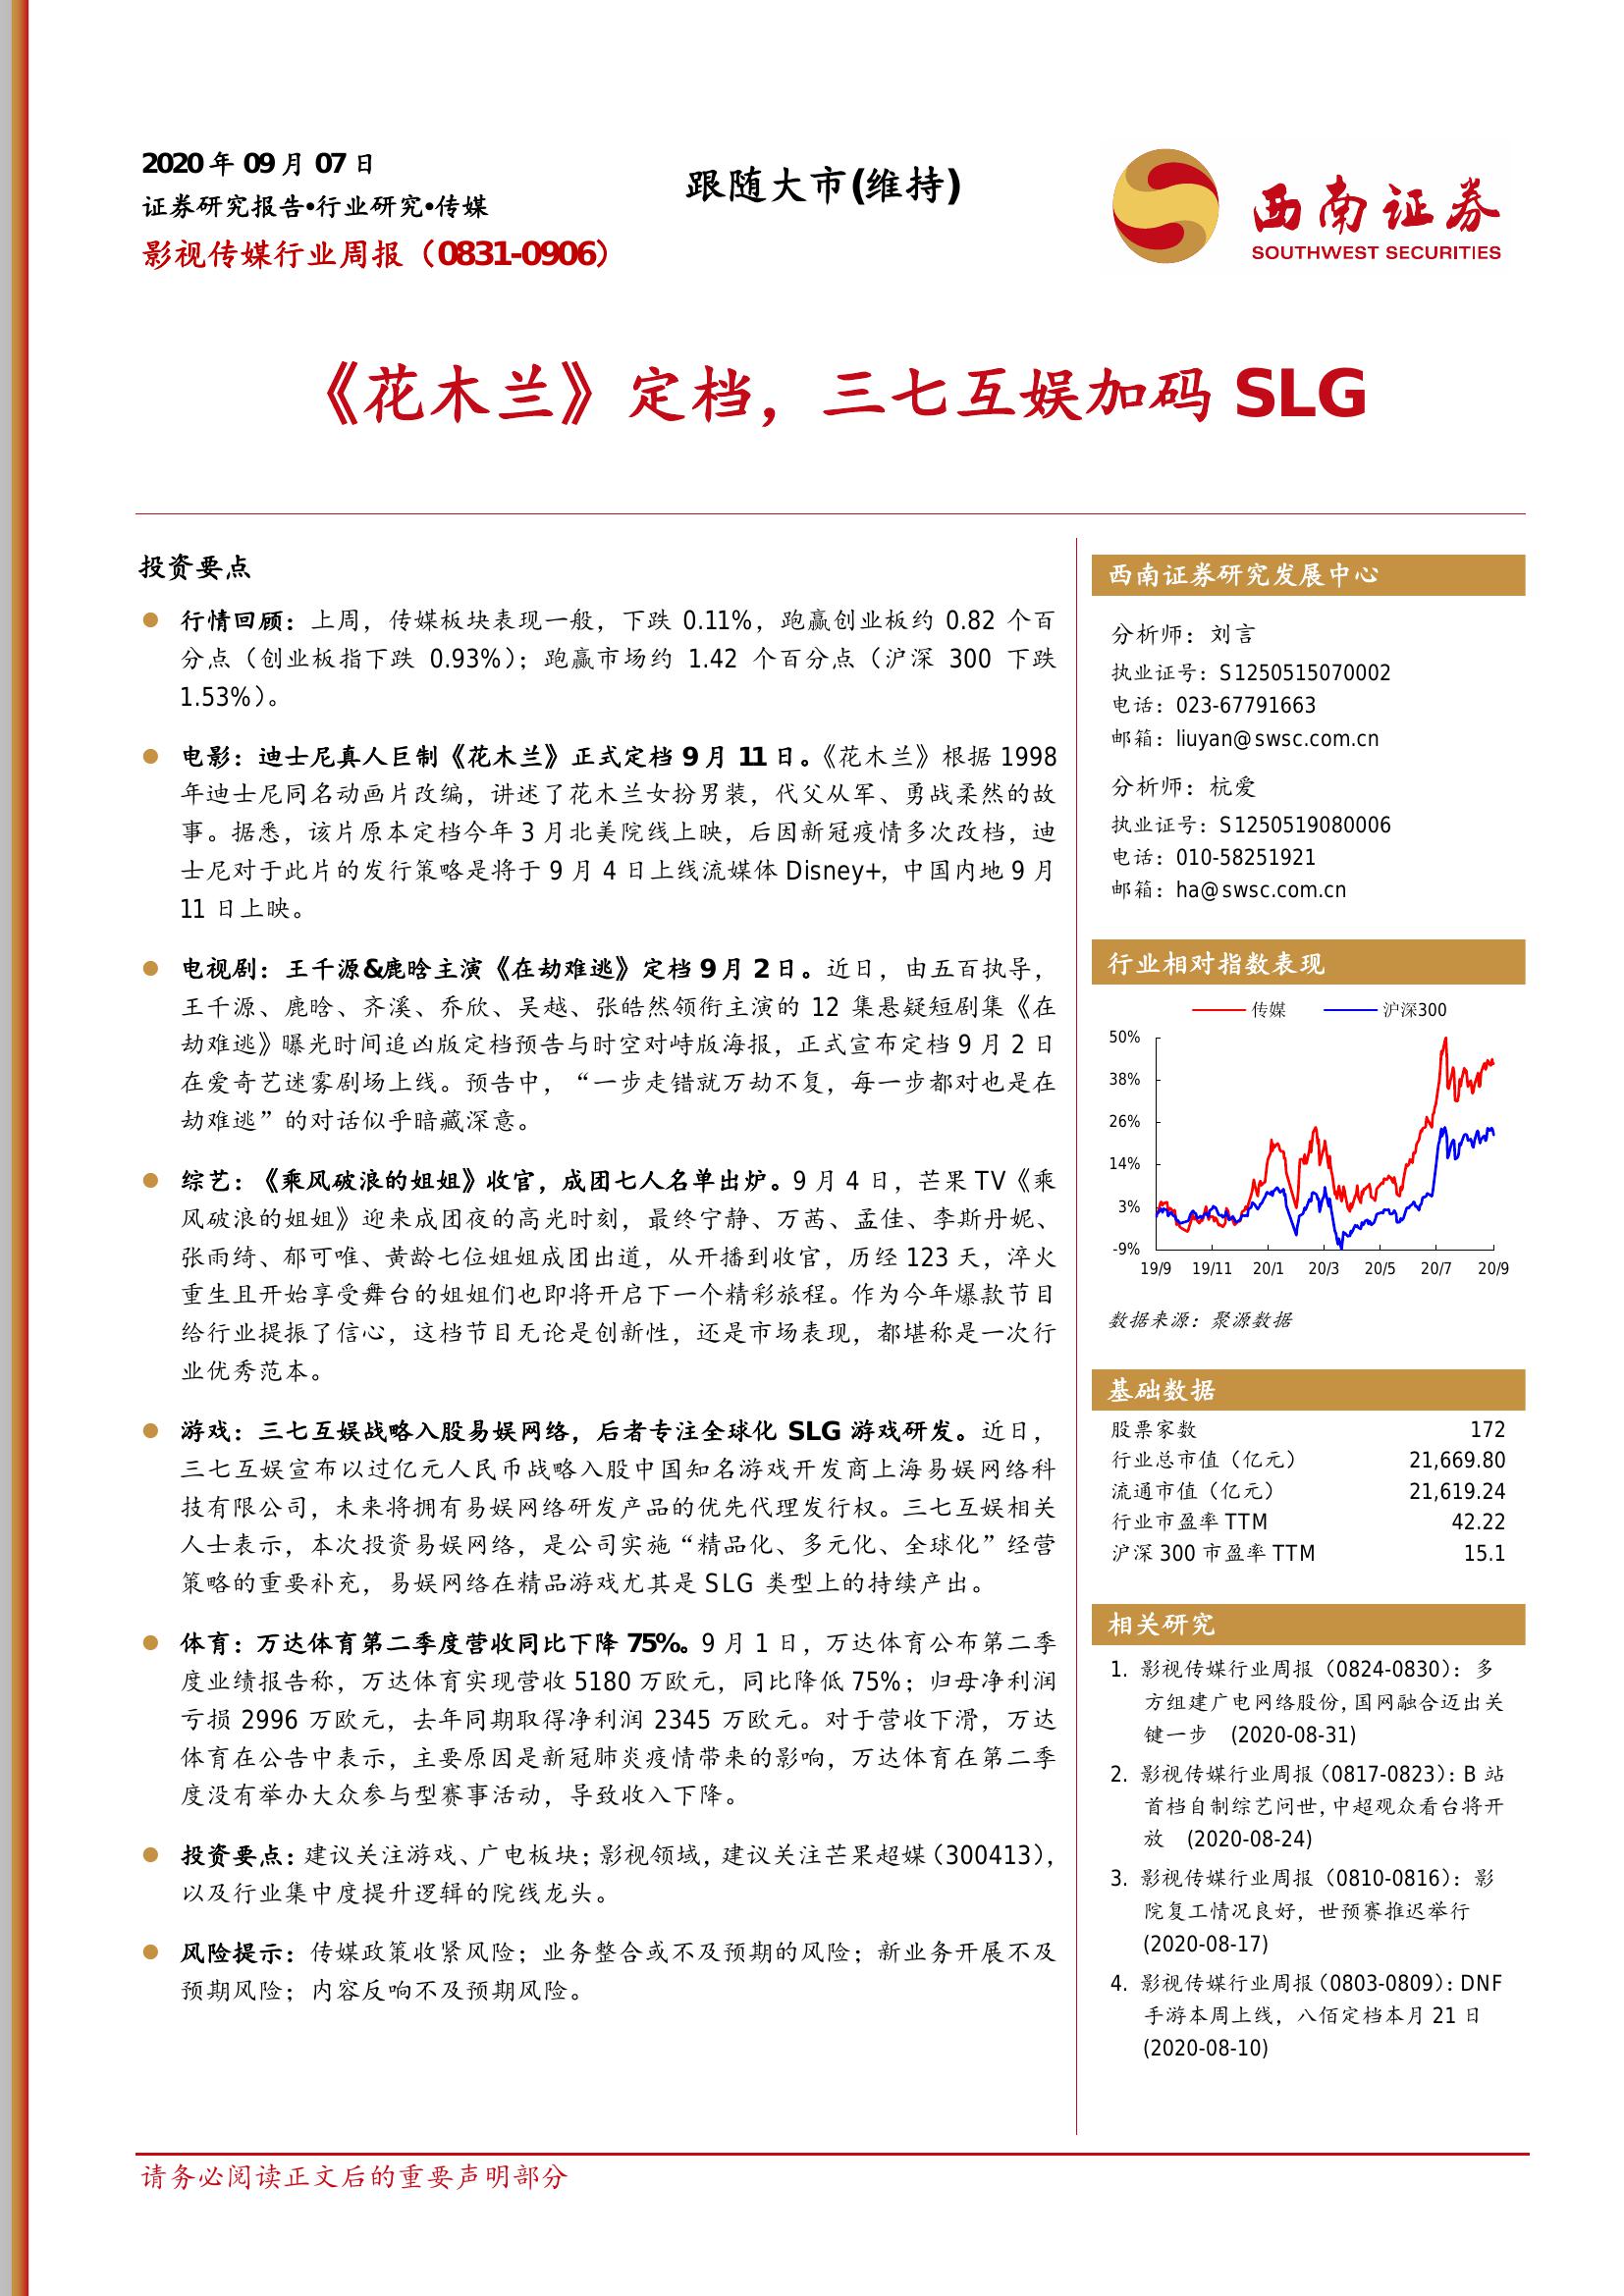 2020 年 09 月 07 日
证券研究报告•行业研究•传媒
影视传媒行业周报（0831-0906）
跟随大市(维持)
西南证券
SOUTHWEST SECURITIES
《花木兰》定档，三七互娱加码 SLG
投资要点
行情回顾：上周，传媒板块表现一般，下跌 0.11%，跑赢创业板约 0.82 个百
分点（创业板指下跌 0.93%）；跑赢市场约 1.42 个百分点（沪深 300 下跌
1.53%）。
电影：迪士尼真人巨制《花木兰》正式定档 9 月 11 日。《花木兰》根据 1998
年迪士尼同名动画片改编，讲述了花木兰女扮男装，代父从军、勇战柔然的故
事。据悉，该片原本定档今年 3 月北美院线上映，后因新冠疫情多次改档，迪
士尼对于此片的发行策略是将于 9 月 4 日上线流媒体 Disney+，中国内地 9 月
11 日上映。
电视剧：王千源&鹿晗主演《在劫难逃》定档 9 月 2 日。近日，由五百执导，
王千源、鹿晗、齐溪、乔欣、吴越、张皓然领衔主演的 12 集悬疑短剧集《在
劫难逃》曝光时间追凶版定档预告与时空对峙版海报，正式宣布定档 9 月 2 日
在爱奇艺迷雾剧场上线。预告中，“一步走错就万劫不复，每一步都对也是在
劫难逃”的对话似乎暗藏深意。
综艺：《乘风破浪的姐姐》收官，成团七人名单出炉。9 月 4 日，芒果 TV《乘
风破浪的姐姐》迎来成团夜的高光时刻，最终宁静、万茜、孟佳、李斯丹妮、
张雨绮、郁可唯、黄龄七位姐姐成团出道，从开播到收官，历经 123 天，淬火
重生且开始享受舞台的姐姐们也即将开启下一个精彩旅程。作为今年爆款节目
给行业提振了信心，这档节目无论是创新性，还是市场表现，都堪称是一次行
业优秀范本。
游戏：三七互娱战略入股易娱网络，后者专注全球化 SLG 游戏研发。近日，
三七互娱宣布以过亿元人民币战略入股中国知名游戏开发商上海易娱网络科
技有限公司，未来将拥有易娱网络研发产品的优先代理发行权。三七互娱相关
人士表示，本次投资易娱网络，是公司实施“精品化、多元化、全球化”经营
策略的重要补充，易娱网络在精品游戏尤其是 SLG 类型上的持续产出。
体育：万达体育第二季度营收同比下降 75%。9 月 1 日，万达体育公布第二季
度业绩报告称，万达体育实现营收 5180 万欧元，同比降低 75%；归母净利润
亏损 2996 万欧元，去年同期取得净利润 2345 万欧元。对于营收下滑，万达
体育在公告中表示，主要原因是新冠肺炎疫情带来的影响，万达体育在第二季
度没有举办大众参与型赛事活动，导致收入下降。
投资要点：建议关注游戏、广电板块；影视领域，建议关注芒果超媒（300413），
以及行业集中度提升逻辑的院线龙头。
风险提示：传媒政策收紧风险；业务整合或不及预期的风险；新业务开展不及
预期风险；内容反响不及预期风险。
西南证券研究发展中心
分析师：刘言
执业证号：S1250515070002
电话：023-67791663
邮箱：liuyan@swsc.com.cn
分析师：杭爱
执业证号：S1250519080006
电话：010-58251921
邮箱：ha@swsc.com.cn
行业相对指数表现
传媒 沪深300
50%
38%
26%
14%
3%
-9%
19/9 19/11 20/1 20/3 20/5 20/7 20/9
数据来源：聚源数据
基础数据
股票家数 172
行业总市值（亿元） 21,669.80
流通市值（亿元） 21,619.24
行业市盈率 TTM 42.22
沪深 300 市盈率 TTM 15.1
相关研究
1. 影视传媒行业周报（0824-0830）：多
方组建广电网络股份，国网融合迈出关
键一步 (2020-08-31)
2. 影视传媒行业周报（0817-0823）：B 站
首档自制综艺问世，中超观众看台将开
放 (2020-08-24)
3. 影视传媒行业周报（0810-0816）：影
院复工情况良好，世预赛推迟举行
(2020-08-17)
4. 影视传媒行业周报（0803-0809）：DNF
手游本周上线，八佰定档本月 21 日
(2020-08-10)
请务必阅读正文后的重要声明部分